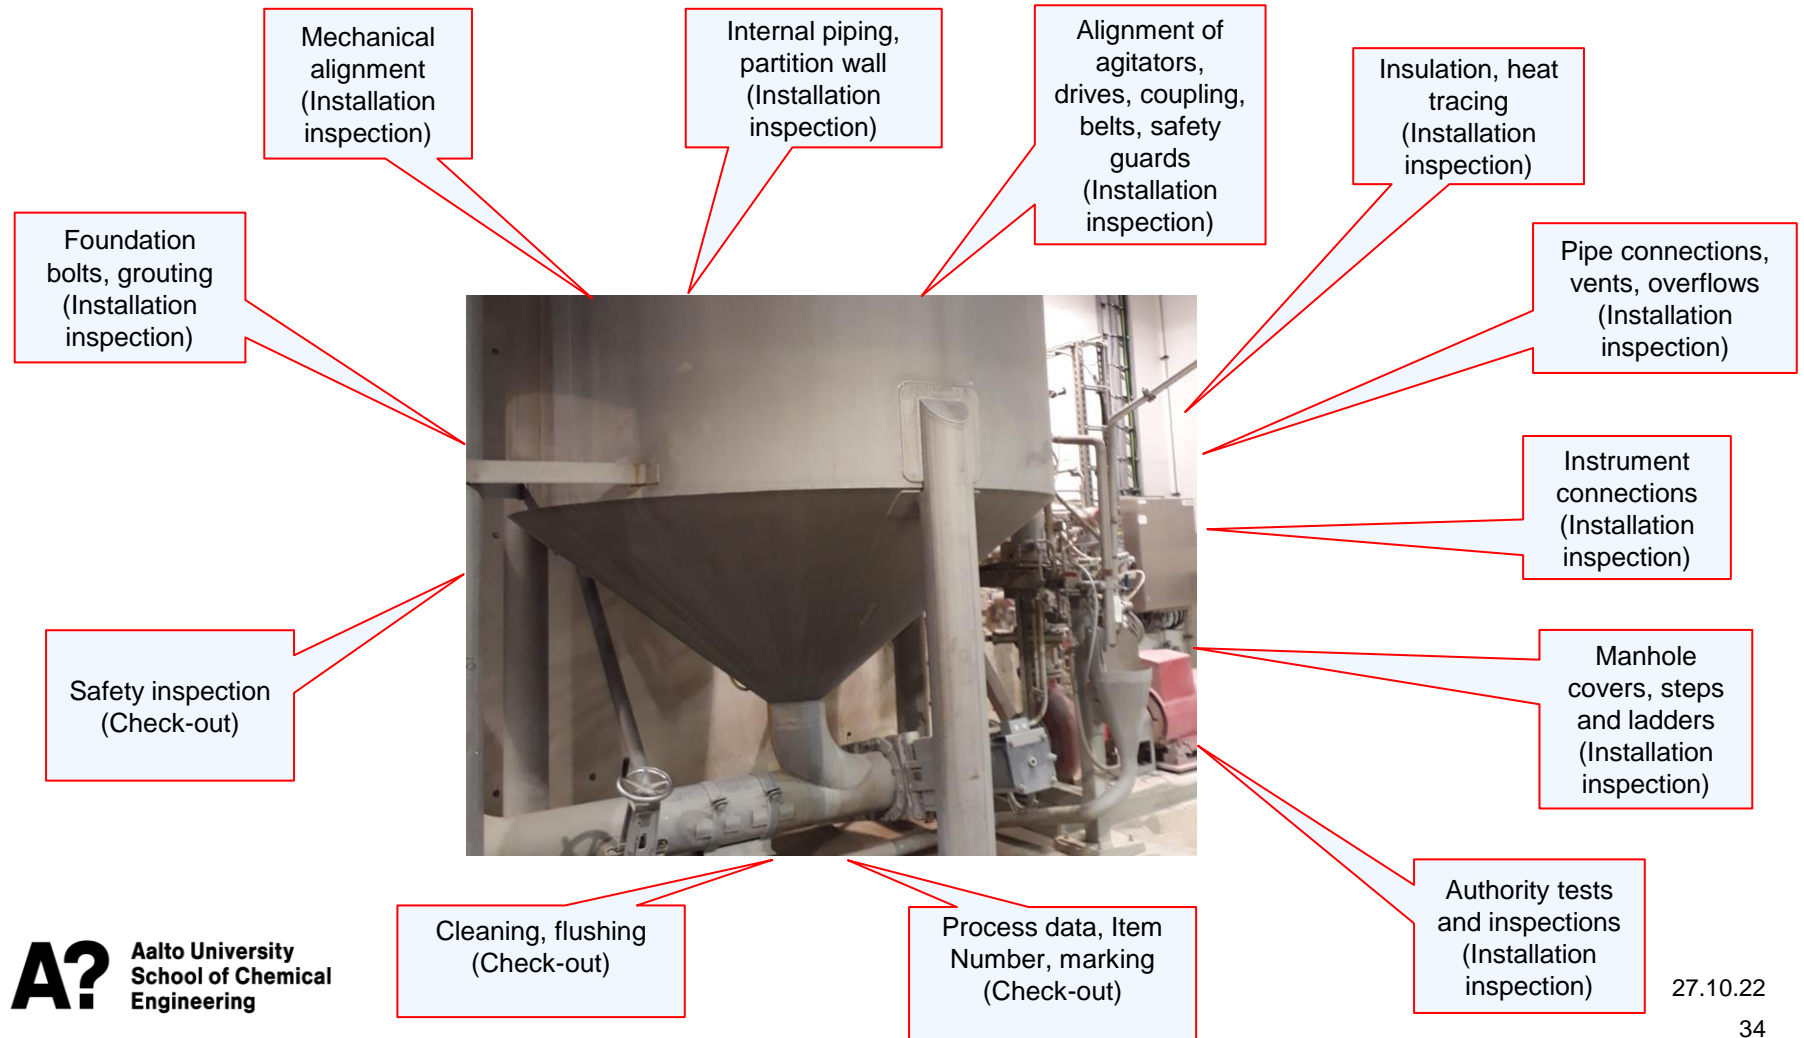 Mechanical
alignment
(Installation
inspection)
Internal piping,
partition wall
(Installation
inspection)
Alignment of
agitators,
drives, coupling,
belts, safety
guards
(Installation
inspection)
Insulation, heat
tracing
(Installation
inspection)
Foundation
bolts, grouting
(Installation
inspection)
Pipe connections,
vents, overflows
(Installation
inspection)
Instrument
connections
(Installation
inspection)
Safety inspection
(Check-out)
Manhole
covers, steps
and ladders
(Installation
inspection)
Cleaning, flushing
(Check-out)
Process data, Item
Number, marking
(Check-out)
Authority tests
and inspections
(Installation
inspection)
A?
Aalto University
School of Chemical
Engineering
27.10.22
34